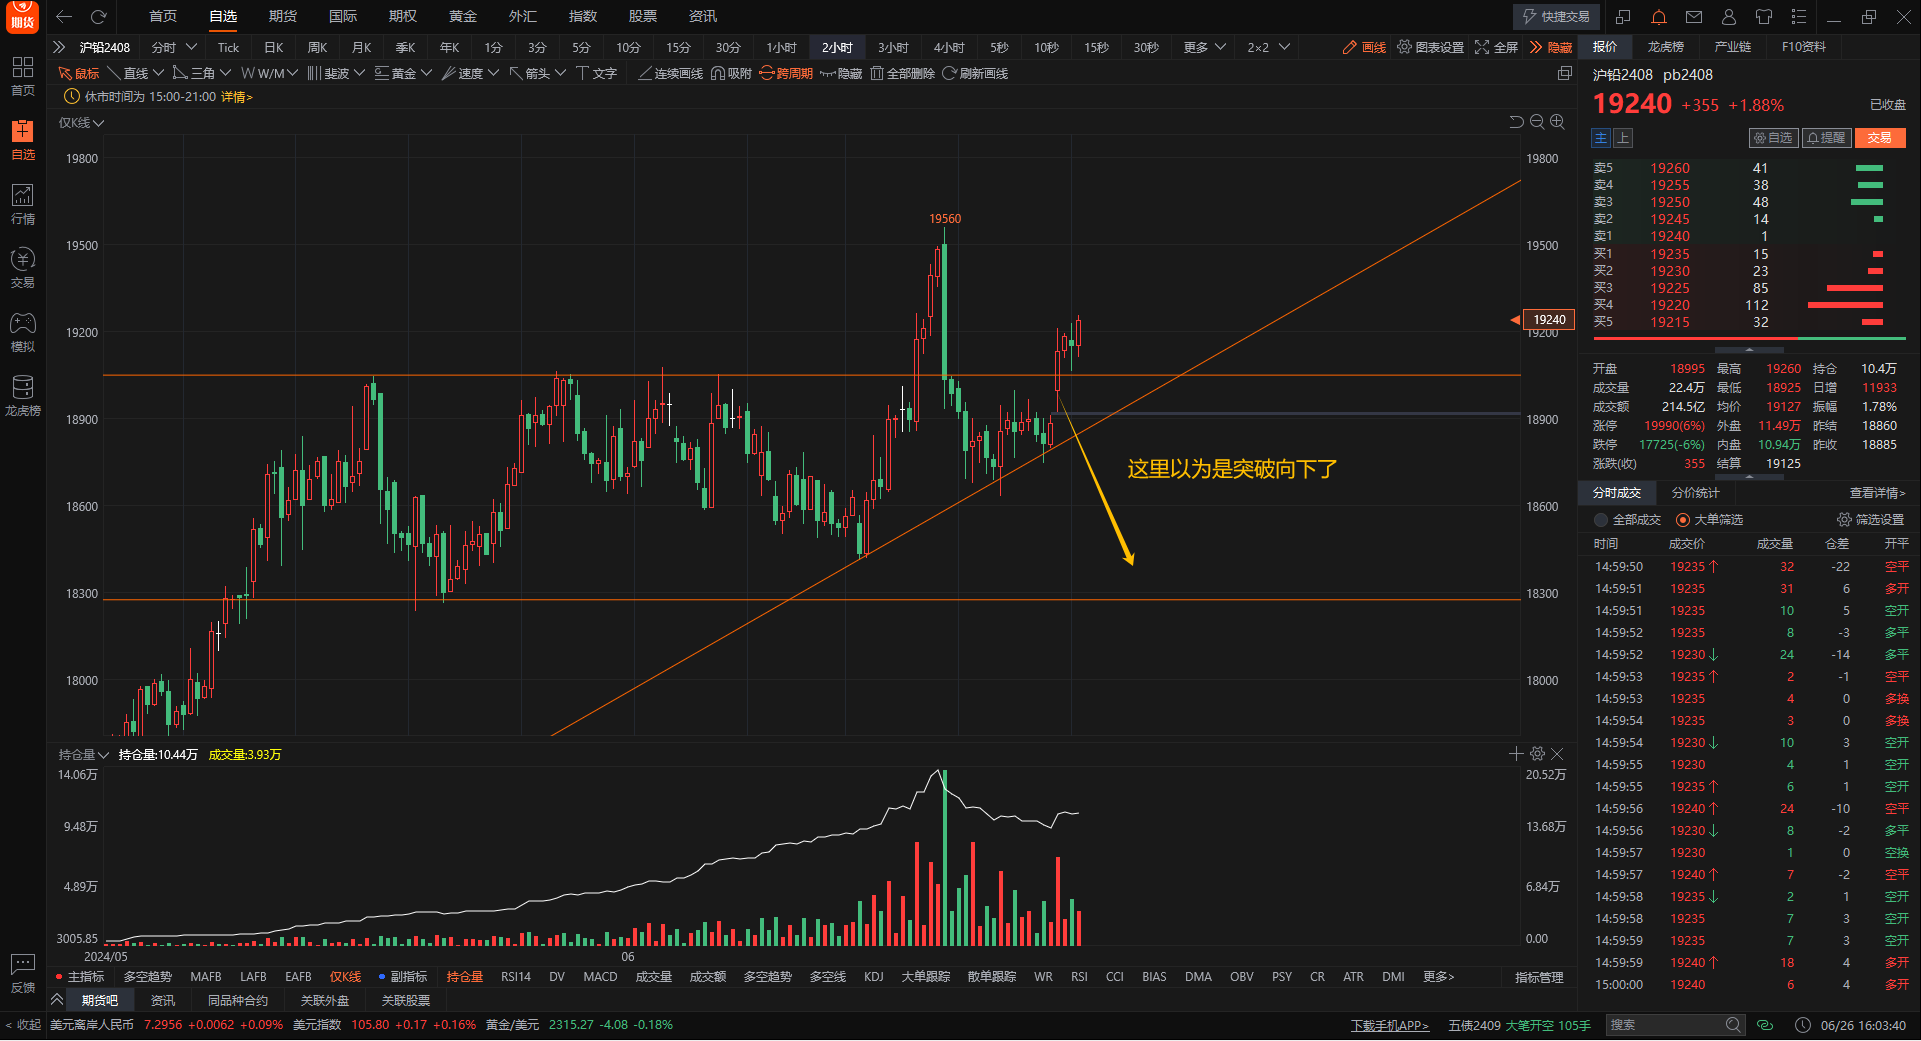 期货
首页 自选 期货 国际 期权 黄金 外汇 指数 股票 资讯 快捷交易
沪铅2408 分时 Tick 日K 周K 月K 季K 年K 1分 3分 5分 10分 15分 30分 1小时 2小时 3小时 4小时 5秒 10秒 15秒 30秒 更多 2×2 画线 图表设置 全屏 隐藏
鼠标 直线 三角 W/M 斐波 黄金 速度 箭头 文字 连续画线 吸附 跨周期 隐藏 全部删除 刷新画线
休市时间为 15:00-21:00 详情>
仅K线
首页
自选
行情
交易
模拟
龙虎榜
反馈
19800 19800
19500 19500
19200 19200
18900 18900
18600 18600
18300 18300
18000 18000
19560
19240
这里以为是突破向下了
持仓量 持仓量:10.44万 成交量:3.93万
14.06万 20.52万
9.48万 13.68万
4.89万 6.84万
3005.85 0.00
2024/05 06
主指标 多空趋势 MAFB LAFB EAFB 仅K线 副指标 持仓量 RSI14 DV MACD 成交量 成交额 多空趋势 多空线 KDJ 大单跟踪 散单跟踪 WR RSI CCI BIAS DMA OBV PSY CR ATR DMI 更多> 指标管理
期货吧 资讯 同品种合约 关联外盘 关联股票
报价 龙虎榜 产业链 F10资料
沪铅2408 pb2408
19240 +355 +1.88% 已收盘
主 上 自选 提醒 交易
卖5 19260 41
卖4 19255 38
卖3 19250 48
卖2 19245 14
卖1 19240 1
买1 19235 15
买2 19230 23
买3 19225 85
买4 19220 112
买5 19215 32
开盘 18995 最高 19260 持仓 10.4万
成交量 22.4万 最低 18925 日增 11933
成交额 214.5亿 均价 19127 振幅 1.78%
涨停 19990(6%) 外盘 11.49万 昨结 18860
跌停 17725(-6%) 内盘 10.94万 昨收 18885
涨跌(收) 355 结算 19125
分时成交 分价统计 查看详情>
全部成交 大单筛选 筛选设置
时间 成交价 成交量 仓差 开平
14:59:50 19235↑ 32 -22 空平
14:59:51 19235 31 6 多开
14:59:51 19235 10 5 空开
14:59:52 19235 8 -3 多平
14:59:52 19230↓ 24 -14 多平
14:59:53 19235↑ 2 -1 空平
14:59:53 19235 4 0 多换
14:59:54 19235 3 0 多换
14:59:54 19230↓ 10 3 空开
14:59:55 19230 4 1 空开
14:59:55 19235↑ 6 1 空开
14:59:56 19240↑ 24 -10 空平
14:59:56 19230↓ 8 -2 多平
14:59:57 19230 1 0 空换
14:59:57 19240↑ 7 -2 空平
14:59:58 19235↓ 2 1 空开
14:59:58 19235 7 3 空开
14:59:59 19235 7 3 空开
14:59:59 19240↑ 18 4 多开
15:00:00 19240 6 4 多开
< 收起 美元离岸人民币 7.2956 +0.0062 +0.09% 美元指数 105.80 +0.17 +0.16% 黄金/美元 2315.27 -4.08 -0.18% 下载手机APP> 五债2409 大笔开空 105手 搜索 06/26 16:03:40